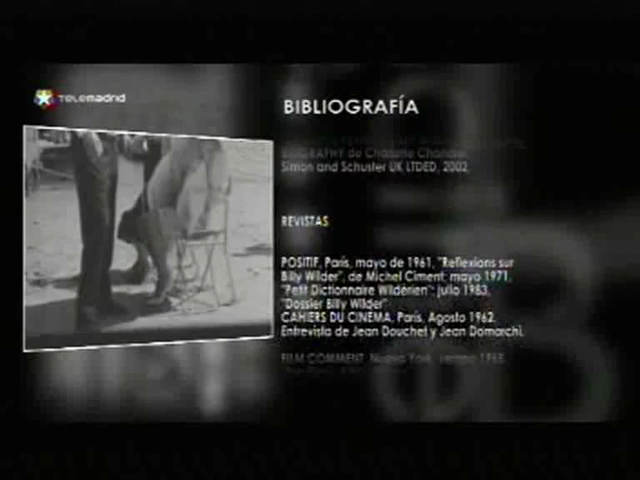 TELEMADRID
BIBLIOGRAFÍA
BIOGRAPHY de Charlotte Chandler.
Simon and Schuster UK LTDED, 2002.
REVISTAS
POSITIF, París, mayo de 1961, "Reflexions sur
Billy Wilder", de Michel Ciment; mayo 1971,
"Petit Dictionnaire Wilderien"; julio 1983,
"Dossier Billy Wilder"
CAHIERS DU CINEMA, París, Agosto 1962.
Entrevista de Jean Douchet y Jean Domarchi.
FILM COMMENT, Nueva York,